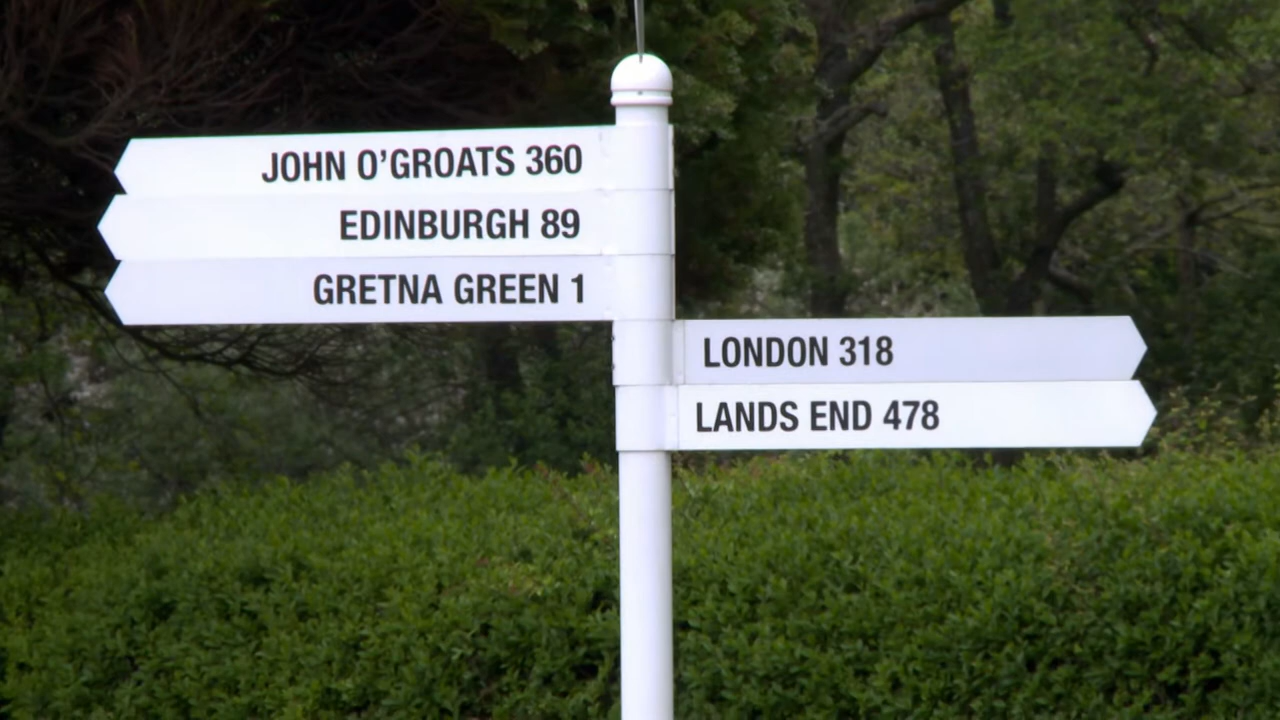 JOHN O’GROATS 360
EDINBURGH 89
GRETNA GREEN 1
LONDON 318
LANDS END 478